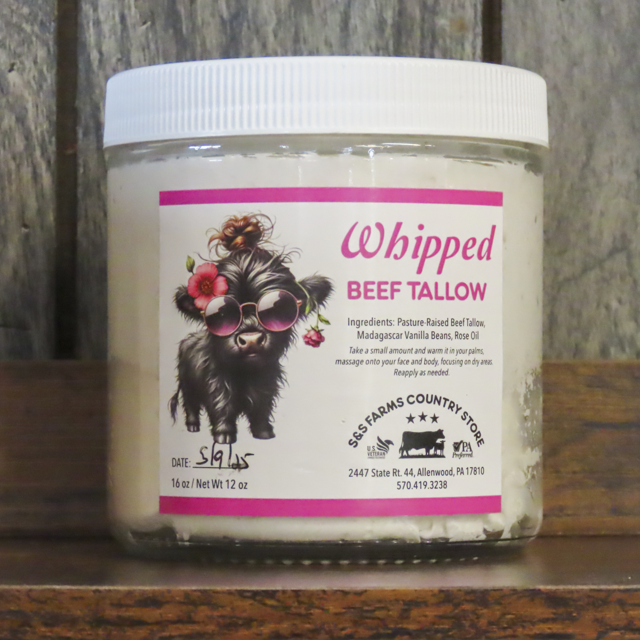 Whipped
BEEF TALLOW
Ingredients: Pasture-Raised Beef Tallow,
Madagascar Vanilla Beans, Rose Oil
Take a small amount and warm it in your palms,
massage onto your face and body, focusing on dry areas.
Reapply as needed.
S&S FARMS COUNTRY STORE
U.S.
VETERAN
PA
Preferred
DATE: 5/9/25
16 oz / Net Wt 12 oz
2447 State Rt. 44, Allenwood, PA 17810
570.419.3238